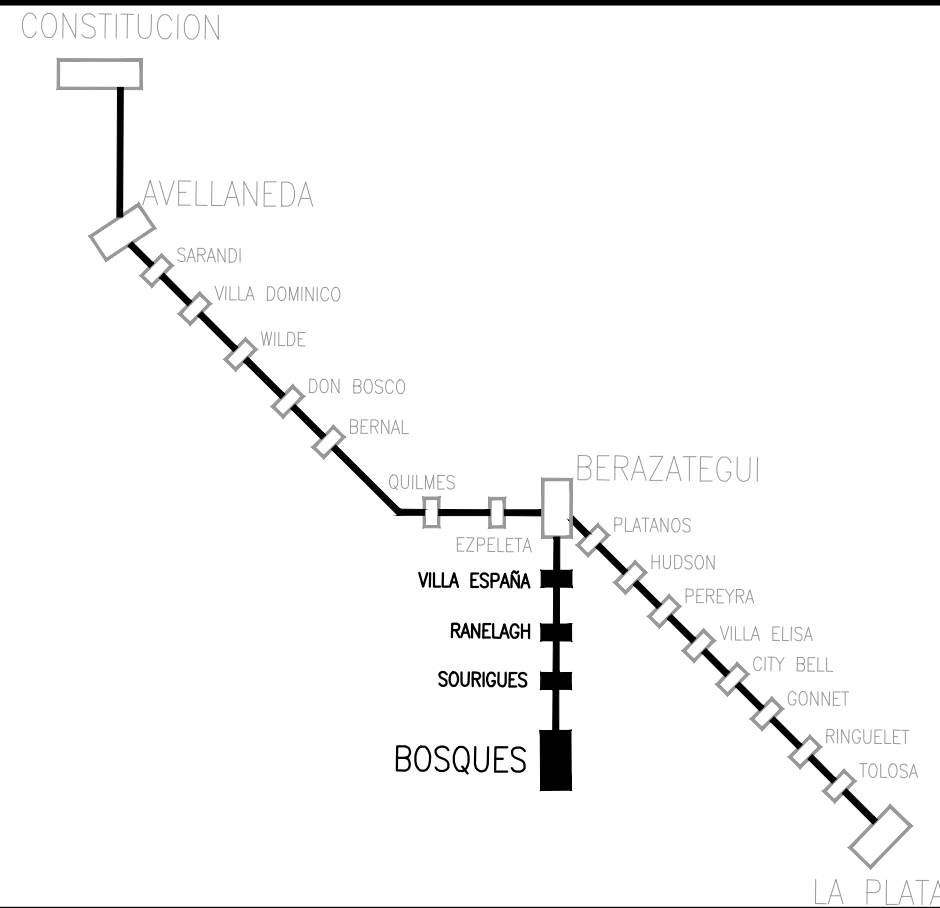 CONSTITUCION
AVELLANEDA
SARANDI
VILLA DOMINICO
WILDE
DON BOSCO
BERNAL
QUILMES
EZPELETA
BERAZATEGUI
PLATANOS
HUDSON
PEREYRA
VILLA ELISA
CITY BELL
GONNET
RINGUELET
TOLOSA
LA PLATA
VILLA ESPAÑA
RANELAGH
SOURIGUES
BOSQUES